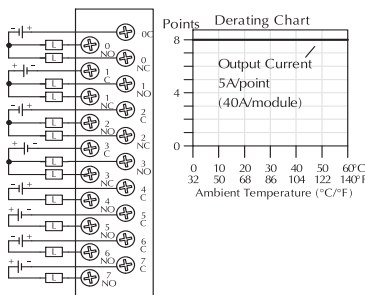 0C
L
0
NO
L
0
NC
1
C
L
1
NO
L
1
NC
2
C
L
2
NO
L
2
NC
3
C
L
3
NO
L
3
NC
4
C
L
4
NO
5
C
L
5
NO
6
C
L
6
NO
7
C
L
7
NO
Points Derating Chart
8
Output Current
5A/point
(40A/module)
4
0
0 10 20 30 40 50 60°C
32 50 68 86 104 122 140°F
Ambient Temperature (°C/°F)